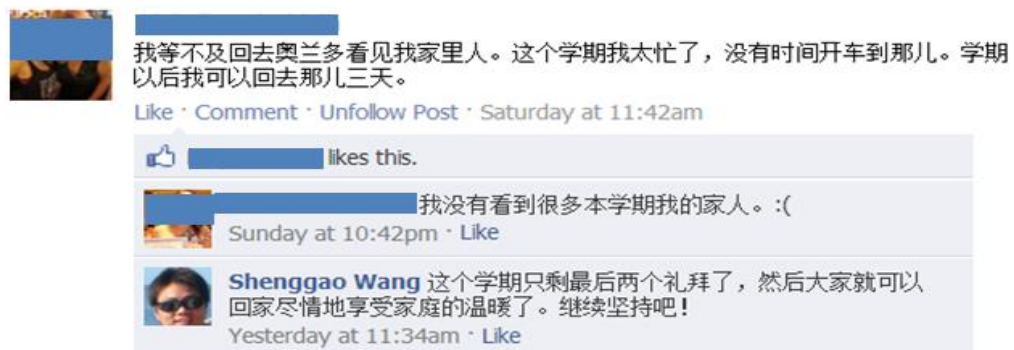 我等不及回去奥兰多看见我家里人。这个学期我太忙了，没有时间开车到那儿。学期
以后我可以回去那儿三天。
Like · Comment · Unfollow Post · Saturday at 11:42am
likes this.
我没有看到很多本学期我的家人。:(
Sunday at 10:42pm · Like
Shenggao Wang 这个学期只剩最后两个礼拜了，然后大家就可以
回家尽情地享受家庭的温暖了。继续坚持吧！
Yesterday at 11:34am · Like